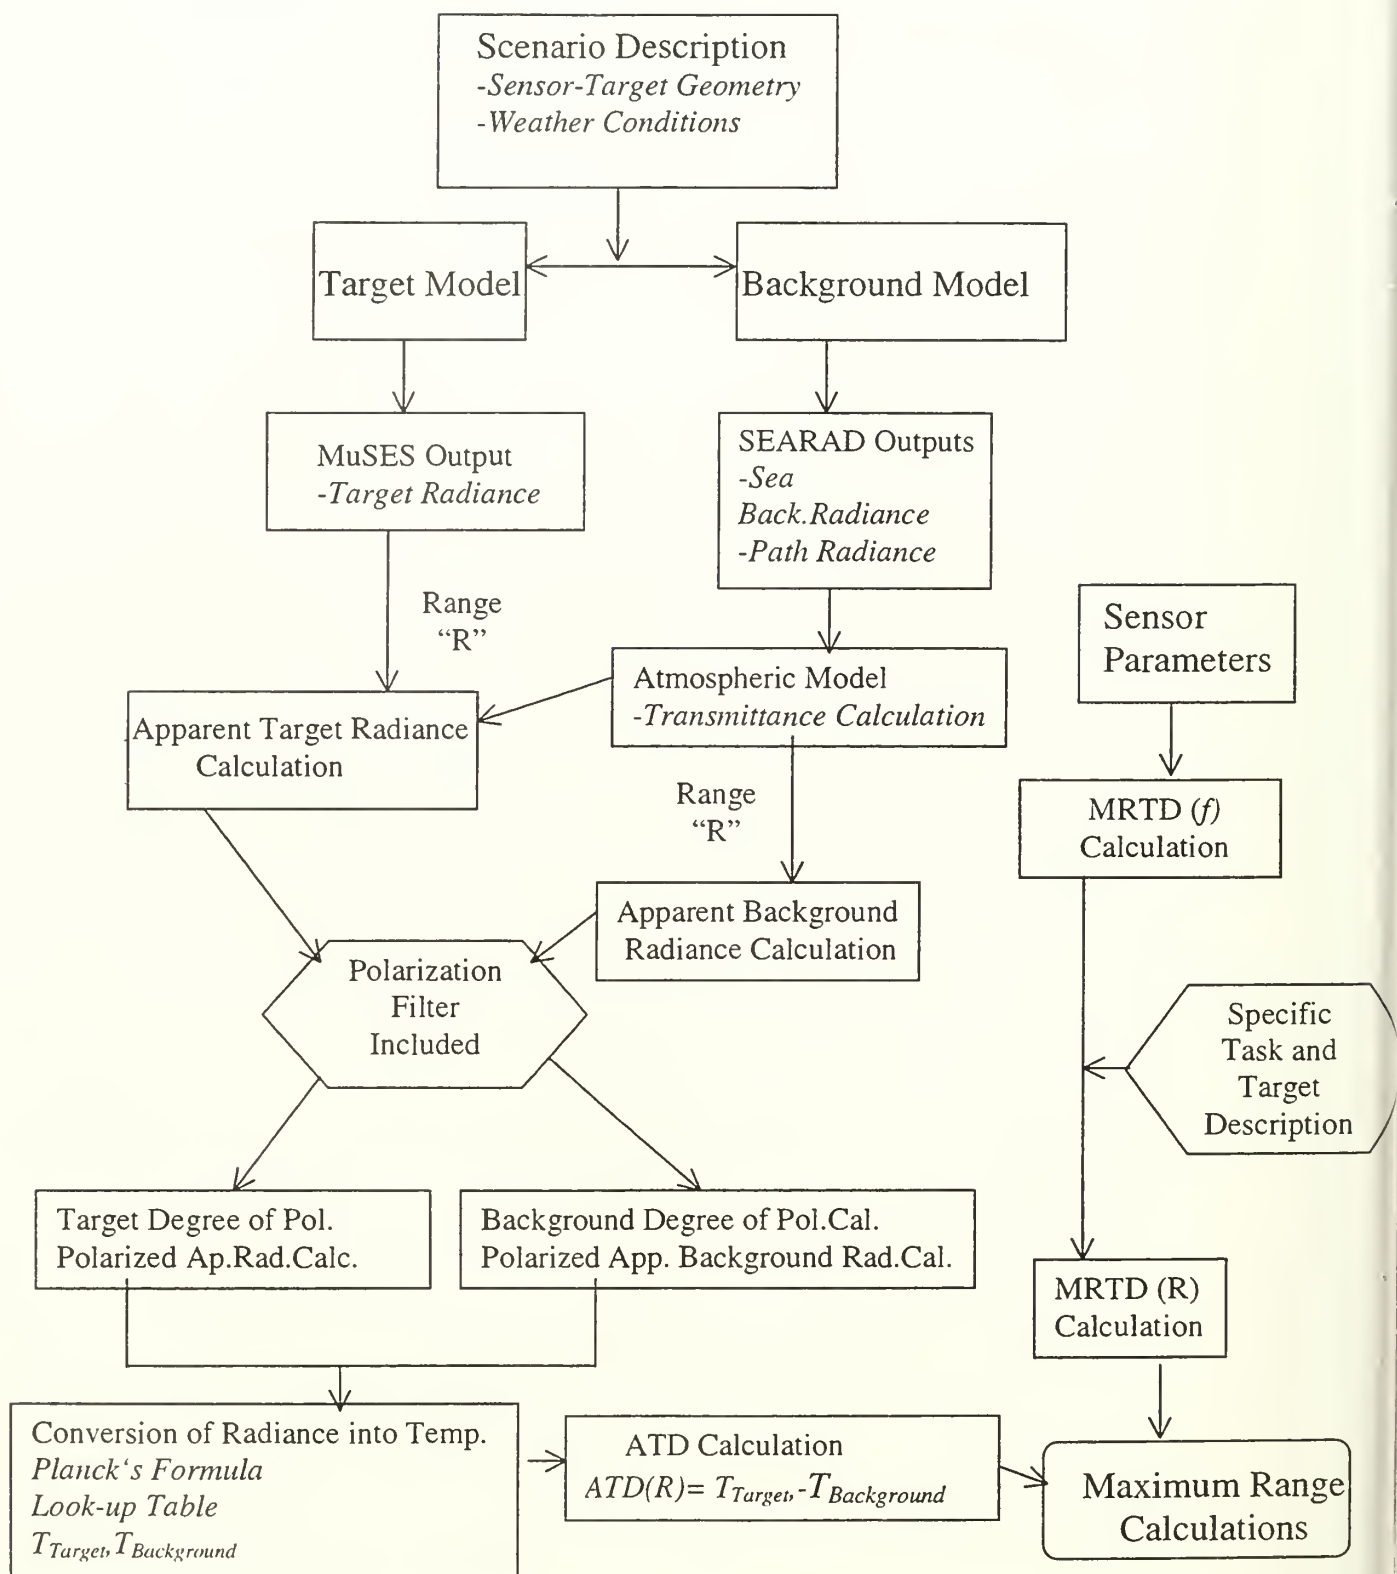 Scenario Description
-Sensor-Target Geometry
-Weather Conditions
Target Model
Background Model
MuSES Output
-Target Radiance
SEARAD Outputs
-Sea
Back.Radiance
-Path Radiance
Range
“R”
Sensor
Parameters
Atmospheric Model
-Transmittance Calculation
Apparent Target Radiance
Calculation
Range
“R”
MRTD (f)
Calculation
Apparent Background
Radiance Calculation
Polarization
Filter
Included
Specific
Task and
Target
Description
Target Degree of Pol.
Polarized Ap.Rad.Calc.
Background Degree of Pol.Cal.
Polarized App. Background Rad.Cal.
MRTD (R)
Calculation
Conversion of Radiance into Temp.
Planck‘s Formula
Look-up Table
TTarget,TBackground
ATD Calculation
ATD(R)= TTarget,-TBackground
Maximum Range
Calculations